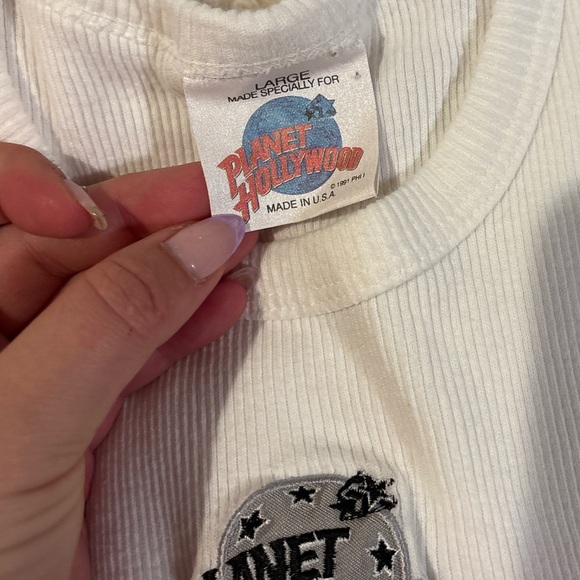 LARGE
MADE SPECIALLY FOR
PLANET
HOLLYWOOD
© 1991 PHI I
MADE IN U.S.A.
PLANET